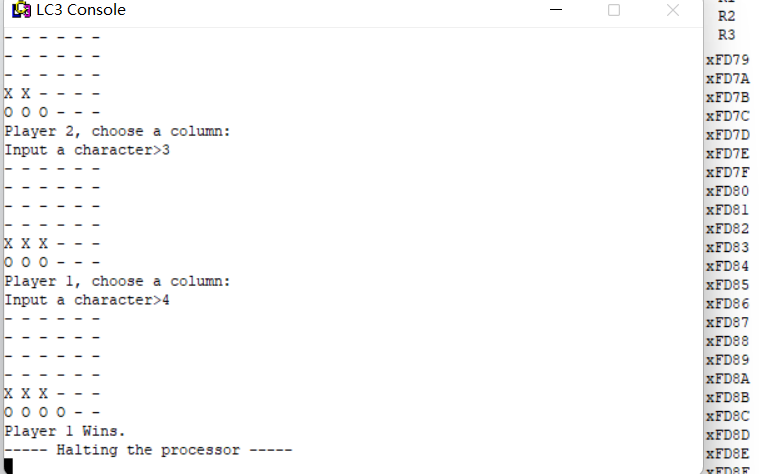 LC3 Console
- - - - - -
- - - - - -
- - - - - -
X X - - - -
O O O - - -
Player 2, choose a column:
Input a character>3
- - - - - -
- - - - - -
- - - - - -
- - - - - -
X X X - - -
O O O - - -
Player 1, choose a column:
Input a character>4
- - - - - -
- - - - - -
- - - - - -
- - - - - -
X X X - - -
O O O O - -
Player 1 Wins.
----- Halting the processor -----
R2
R3
xFD79
xFD7A
xFD7B
xFD7C
xFD7D
xFD7E
xFD7F
xFD80
xFD81
xFD82
xFD83
xFD84
xFD85
xFD86
xFD87
xFD88
xFD89
xFD8A
xFD8B
xFD8C
xFD8D
xFD8E